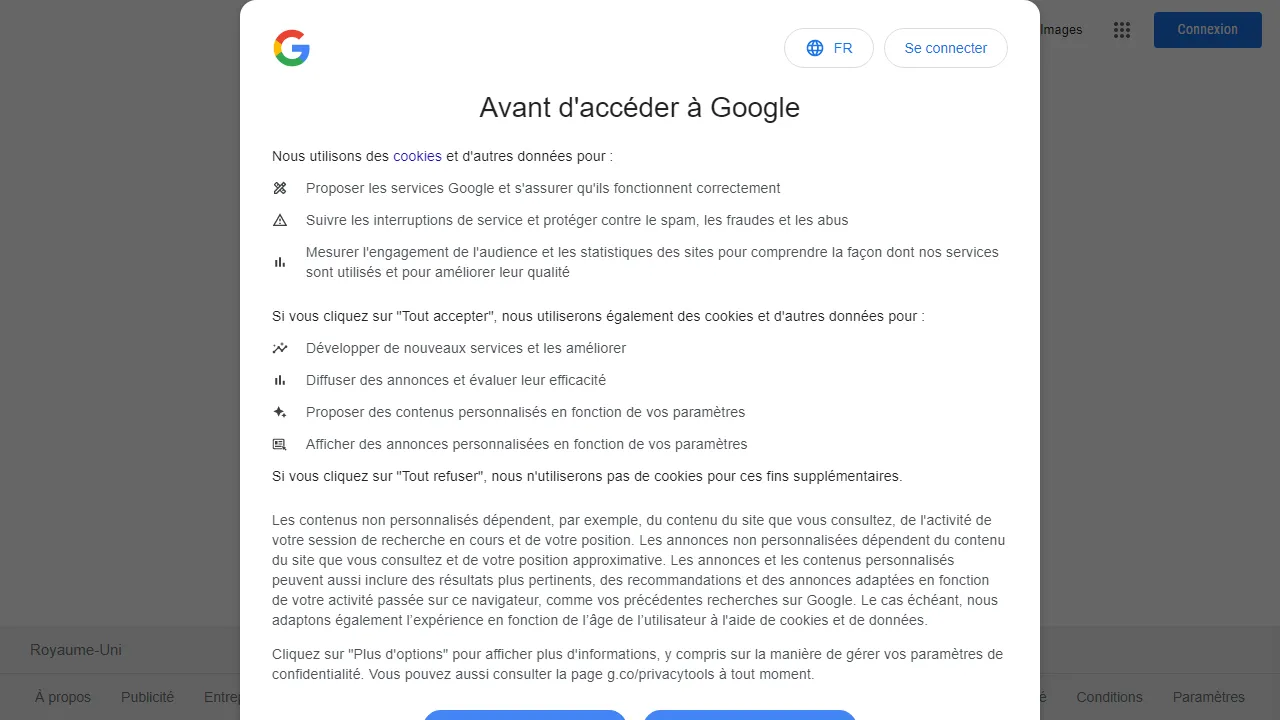 Images
Connexion
FR
Se connecter
Avant d'accéder à Google
Nous utilisons des cookies et d'autres données pour :
Proposer les services Google et s'assurer qu'ils fonctionnent correctement
Suivre les interruptions de service et protéger contre le spam, les fraudes et les abus
Mesurer l'engagement de l'audience et les statistiques des sites pour comprendre la façon dont nos services
sont utilisés et pour améliorer leur qualité
Si vous cliquez sur "Tout accepter", nous utiliserons également des cookies et d'autres données pour :
Développer de nouveaux services et les améliorer
Diffuser des annonces et évaluer leur efficacité
Proposer des contenus personnalisés en fonction de vos paramètres
Afficher des annonces personnalisées en fonction de vos paramètres
Si vous cliquez sur "Tout refuser", nous n'utiliserons pas de cookies pour ces fins supplémentaires.
Les contenus non personnalisés dépendent, par exemple, du contenu du site que vous consultez, de l'activité de
votre session de recherche en cours et de votre position. Les annonces non personnalisées dépendent du contenu
du site que vous consultez et de votre position approximative. Les annonces et les contenus personnalisés
peuvent aussi inclure des résultats plus pertinents, des recommandations et des annonces adaptées en fonction
de votre activité passée sur ce navigateur, comme vos précédentes recherches sur Google. Le cas échéant, nous
adaptons également l’expérience en fonction de l’âge de l’utilisateur à l'aide de cookies et de données.
Cliquez sur "Plus d'options" pour afficher plus d'informations, y compris sur la manière de gérer vos paramètres de
confidentialité. Vous pouvez aussi consulter la page g.co/privacytools à tout moment.
Royaume-Uni
À propos
Publicité
Conditions
Paramètres